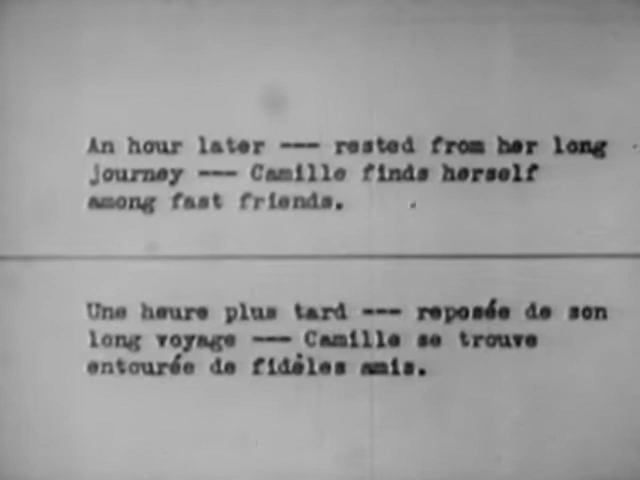 An hour later --- rested from her long
journey --- Camille finds herself
among fast friends.
Une heure plus tard --- reposée de son
long voyage --- Camille se trouve
entourée de fidèles amis.